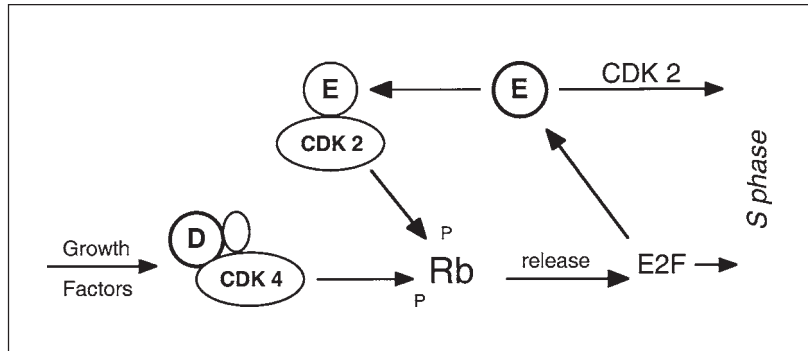 E
E
CDK 2
CDK 2
S phase
D
Growth
Factors
CDK 4
P
Rb
P
release
E2F